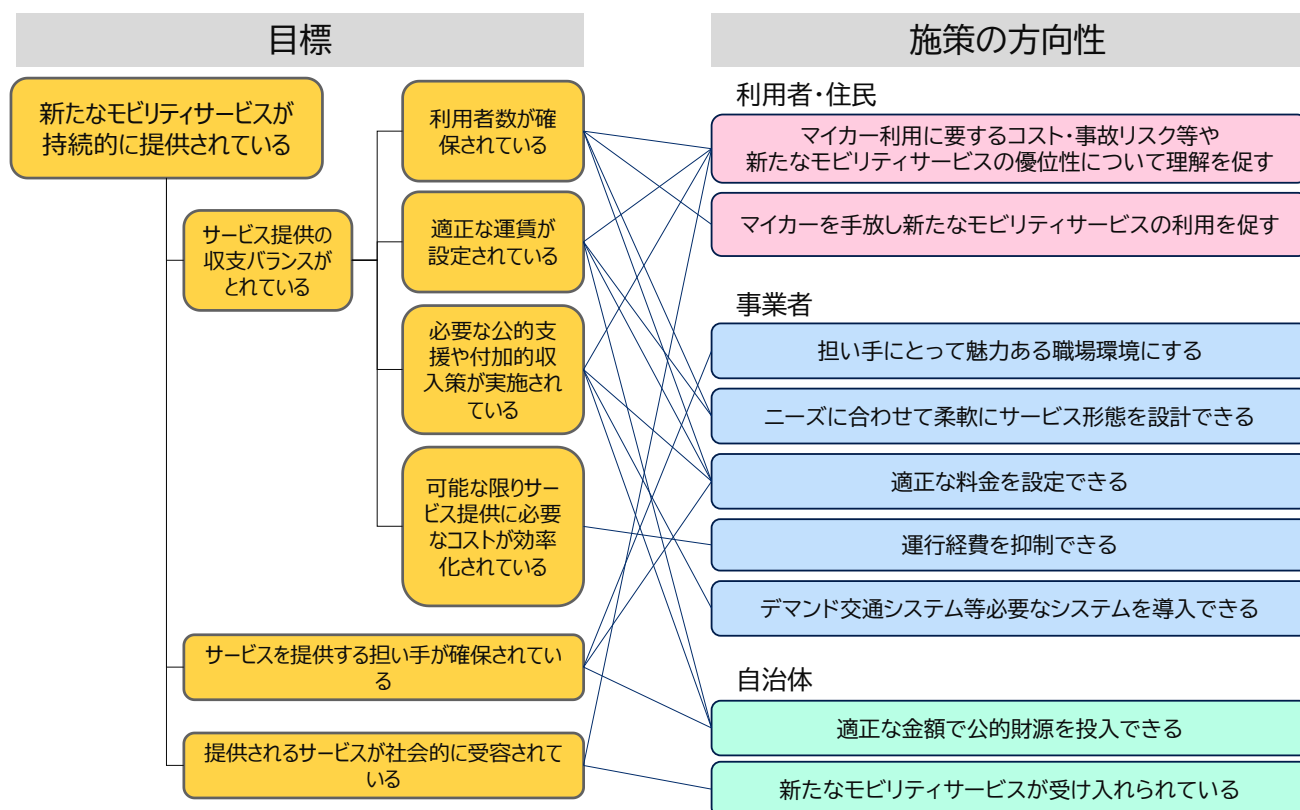 目標
新たなモビリティサービスが
持続的に提供されている
サービス提供の
収支バランスが
とれている
利用者数が確
保されている
適正な運賃が
設定されている
必要な公的支
援や付加的収
入策が実施され
ている
可能な限りサー
ビス提供に必要
なコストが効率
化されている
サービスを提供する担い手が確保されてい
る
提供されるサービスが社会的に受容されて
いる
施策の方向性
利用者・住民
マイカー利用に要するコスト・事故リスク等や
新たなモビリティサービスの優位性について理解を促す
マイカーを手放し新たなモビリティサービスの利用を促す
事業者
担い手にとって魅力ある職場環境にする
ニーズに合わせて柔軟にサービス形態を設計できる
適正な料金を設定できる
運行経費を抑制できる
デマンド交通システム等必要なシステムを導入できる
自治体
適正な金額で公的財源を投入できる
新たなモビリティサービスが受け入れられている